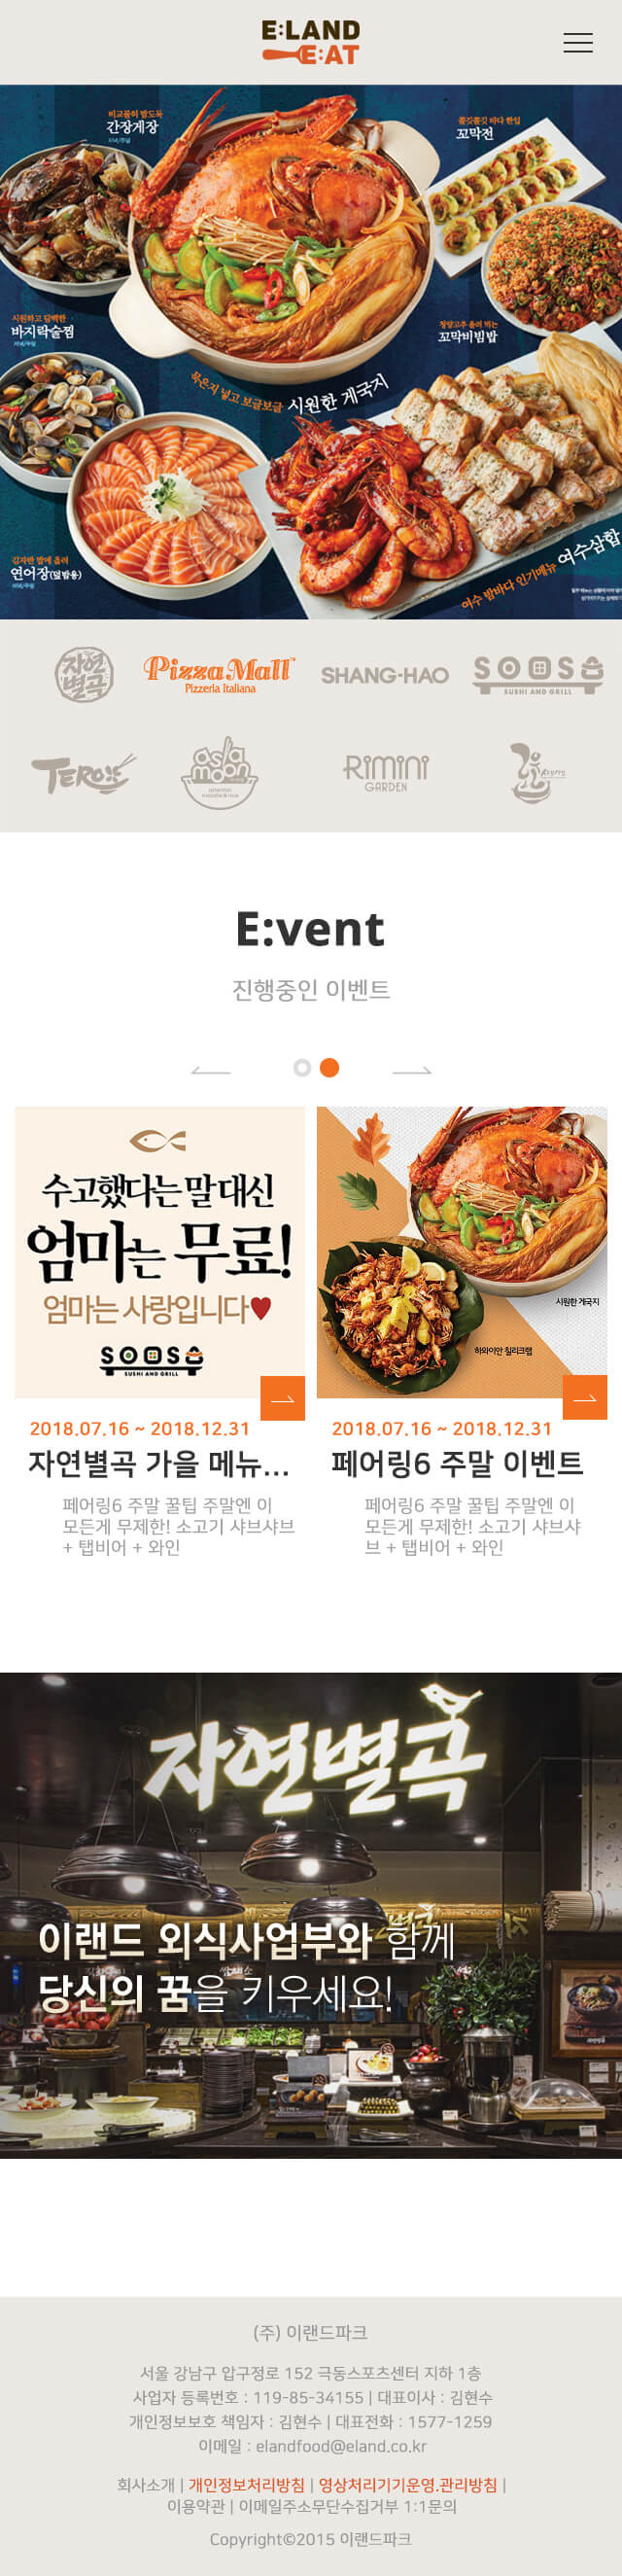 E:LAND
E:AT
비교불허 밥도둑
간장게장
쫄깃쫄깃 바다 한입
꼬막전
시원하고 담백한
바지락술찜
청양고추 올려 먹는
꼬막비빔밥
묵은지 넣고 보글보글 시원한 게국지
감자반 밥에 올려
연어장(덮밥용)
여수 밤바다 인기메뉴 여수삼합
자연별곡
Pizza Mall
Pizzeria Italiana
SHANG-HAO
SOOSA
SUSHI AND GRILL
TERoIS
asia moon
RIMINI
GARDEN
E:vent
진행중인 이벤트
수고했다는 말 대신
엄마는 무료!
엄마는 사랑입니다♥
SOOSA
SUSHI AND GRILL
시원한 게국지
하와이안 칠리크랩
2018.07.16 ~ 2018.12.31
자연별곡 가을 메뉴...
페어링6 주말 꿀팁 주말엔 이
모든게 무제한! 소고기 샤브샤브
+ 탭비어 + 와인
2018.07.16 ~ 2018.12.31
페어링6 주말 이벤트
페어링6 주말 꿀팁 주말엔 이
모든게 무제한! 소고기 샤브샤
브 + 탭비어 + 와인
자연별곡
이랜드 외식사업부와 함께
당신의 꿈을 키우세요!
(주) 이랜드파크
서울 강남구 압구정로 152 극동스포츠센터 지하 1층
사업자 등록번호 : 119-85-34155 | 대표이사 : 김현수
개인정보보호 책임자 : 김현수 | 대표전화 : 1577-1259
이메일 : elandfood@eland.co.kr
회사소개 | 개인정보처리방침 | 영상처리기기운영.관리방침 |
이용약관 | 이메일주소무단수집거부 1:1문의
Copyright©2015 이랜드파크